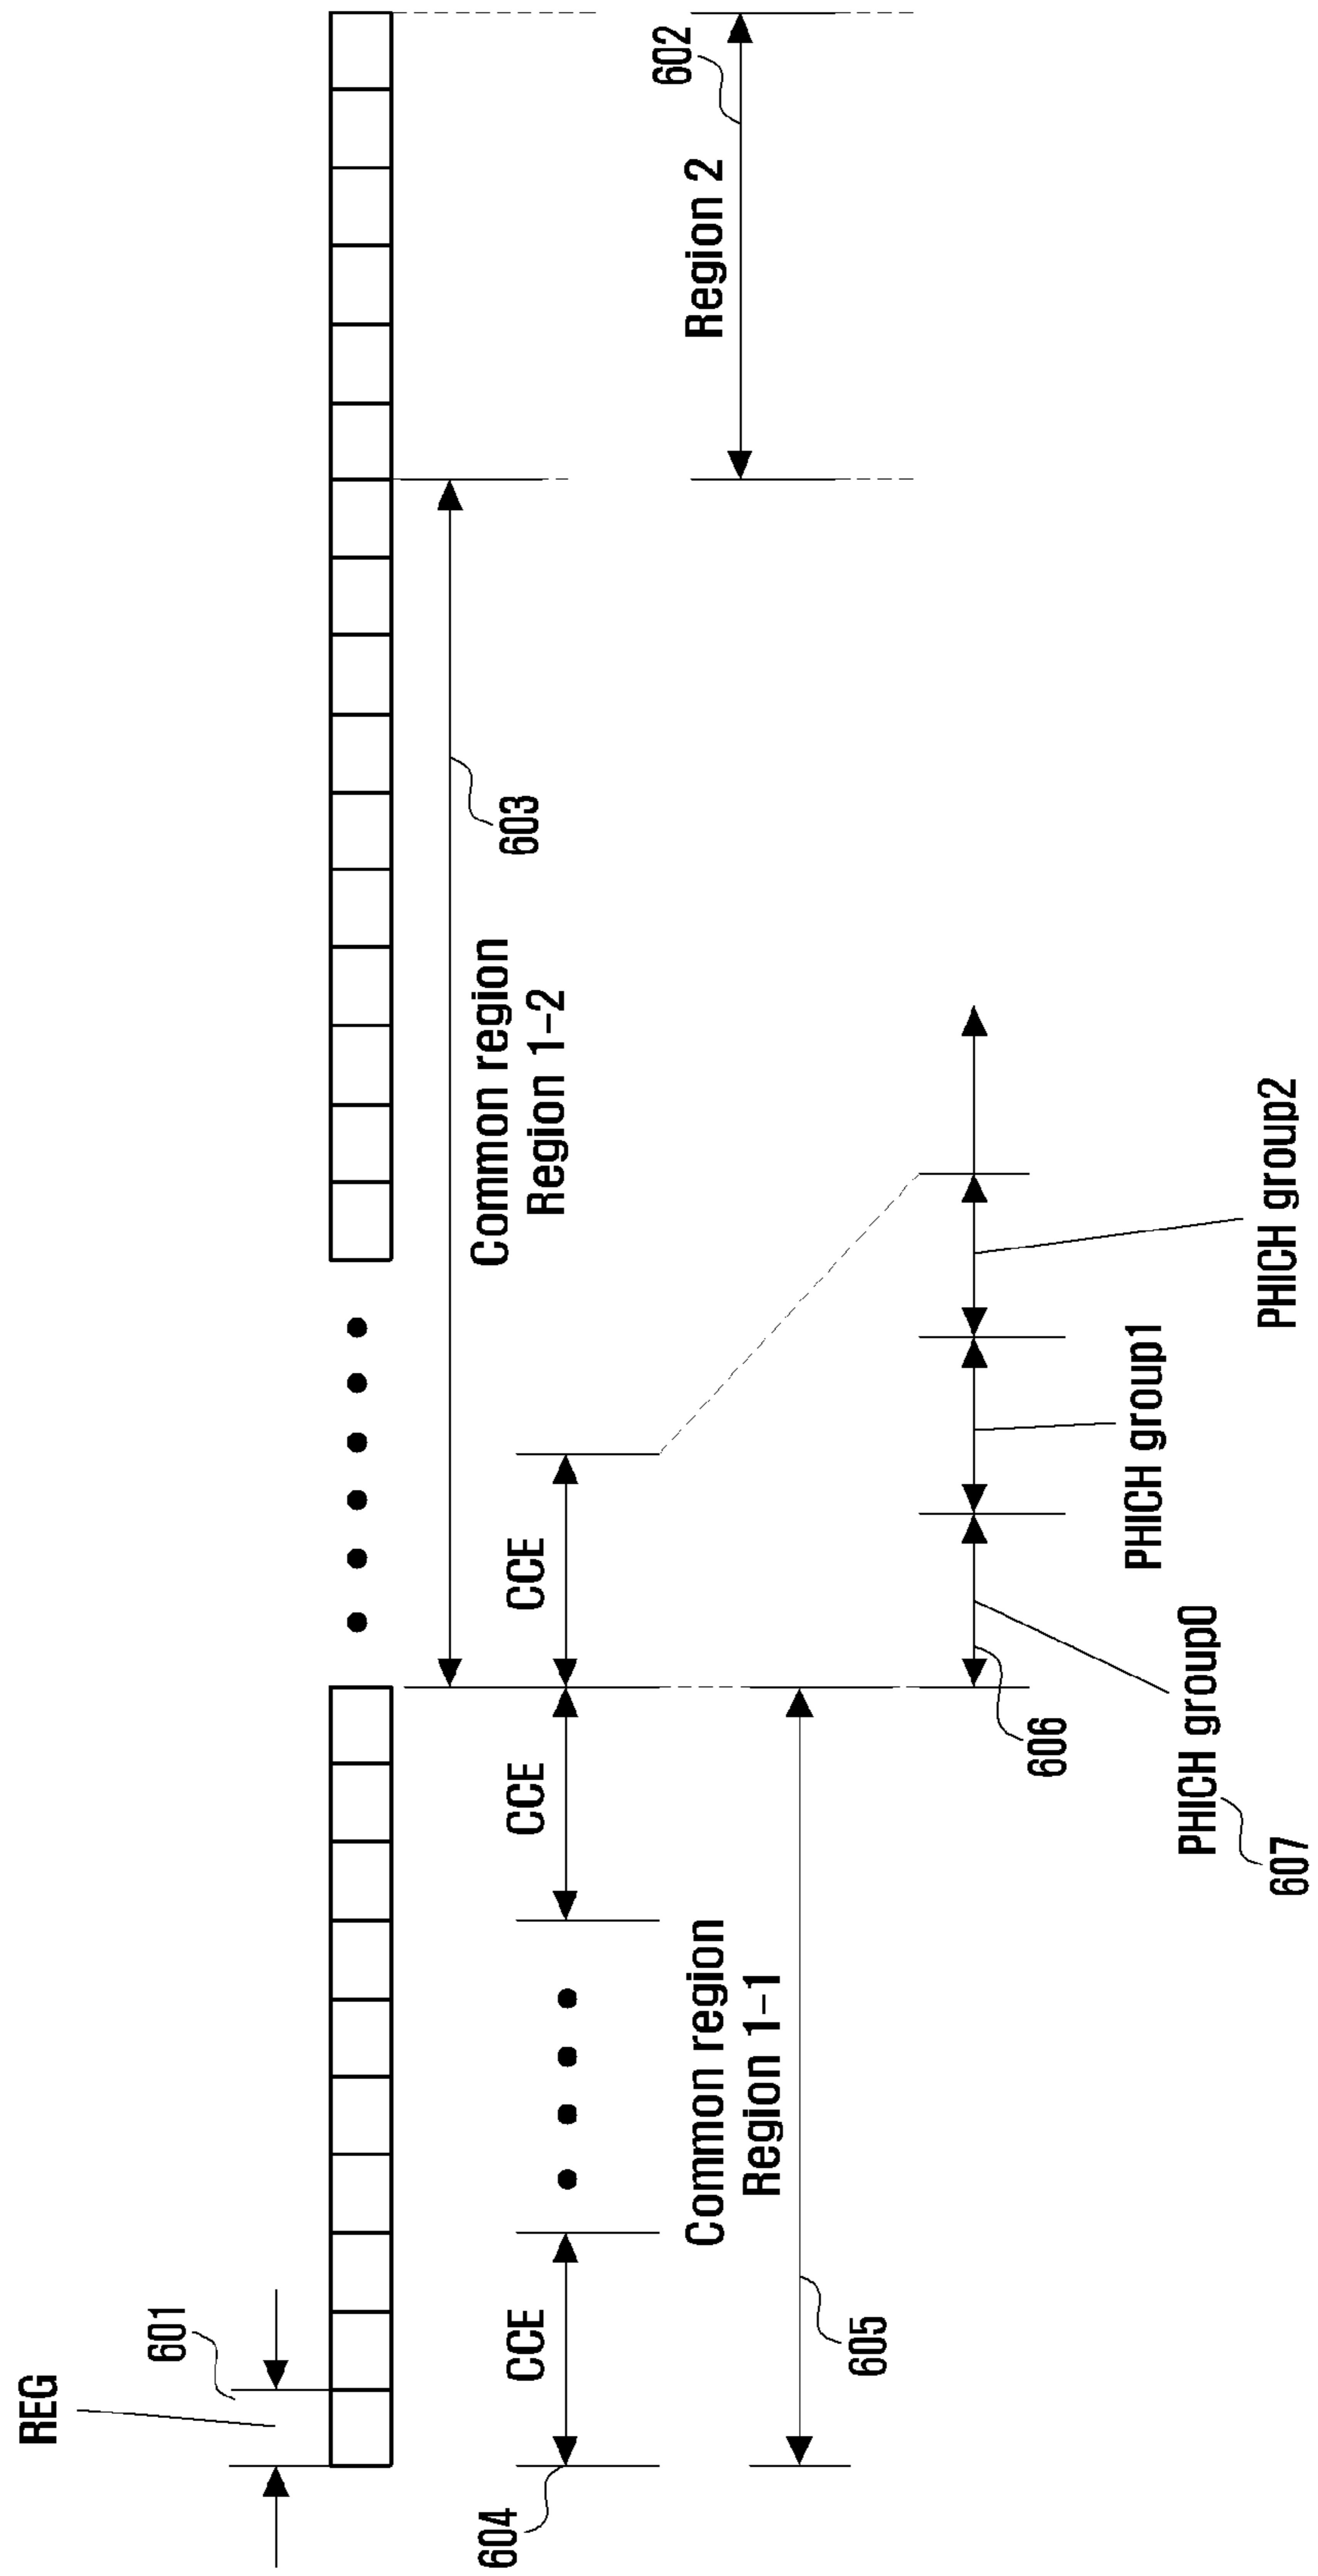 REG
601
604
CCE
CCE
CCE
Common region
Region 1-1
605
Common region
Region 1-2
603
Region 2
602
606
PHICH group0
607
PHICH group1
PHICH group2